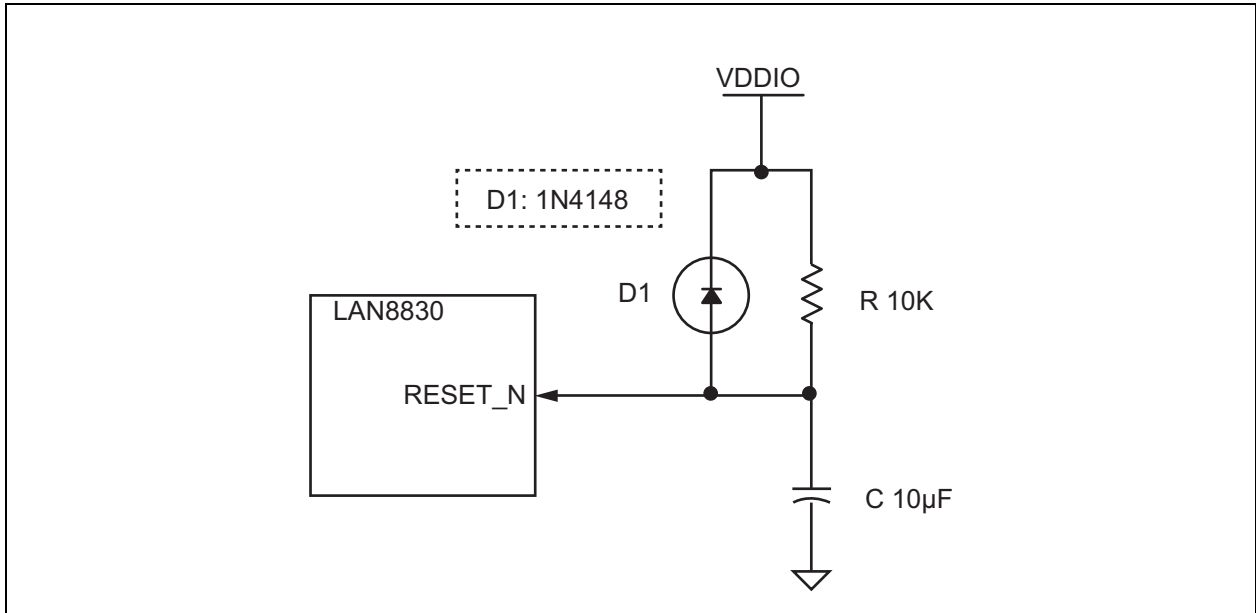 VDDIO
D1: 1N4148
D1
R 10K
LAN8830
RESET_N
C 10µF